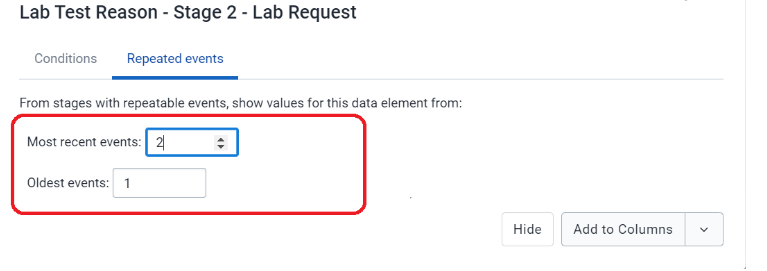 Lab Test Reason - Stage 2 - Lab Request
Conditions Repeated events
From stages with repeatable events, show values for this data element from:
Most recent events: 2
Oldest events: 1
Hide Add to Columns